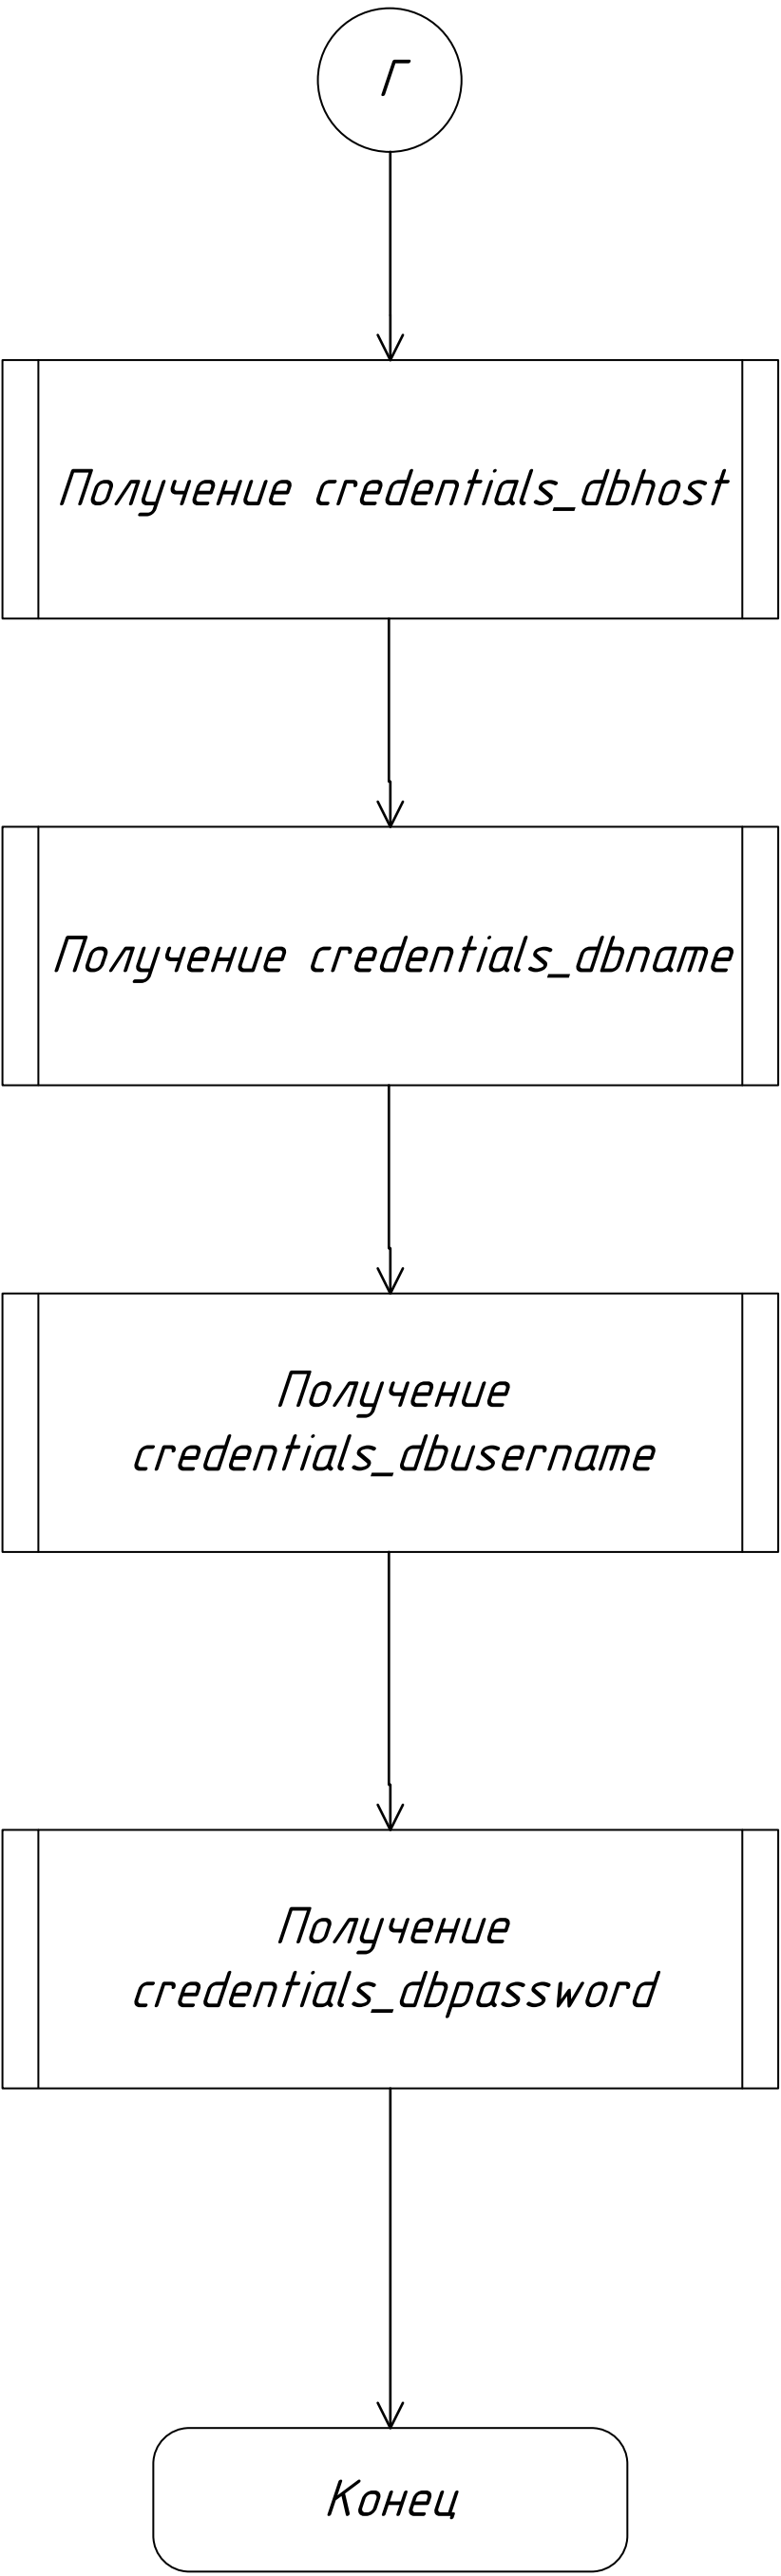 Г
Получение credentials_dbhost
Получение credentials_dbname
Получение
credentials_dbusername
Получение
credentials_dbpassword
Конец